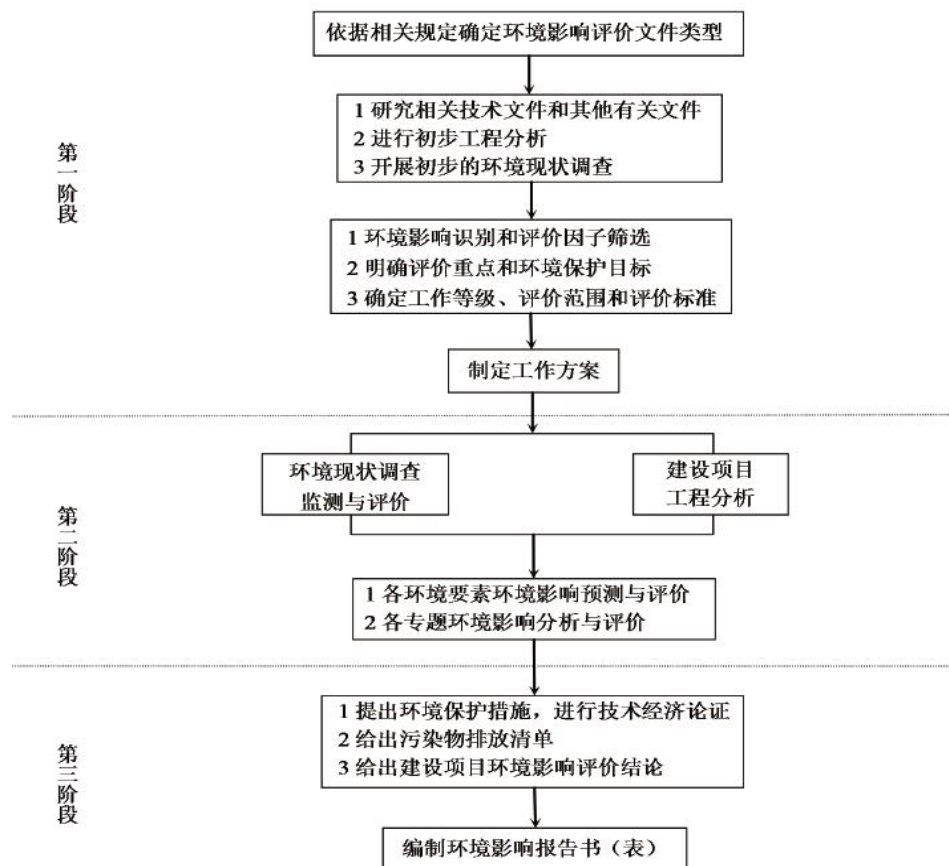 依据相关规定确定环境影响评价文件类型
1 研究相关技术文件和其他有关文件
2 进行初步工程分析
3 开展初步的环境现状调查
第一阶段
1 环境影响识别和评价因子筛选
2 明确评价重点和环境保护目标
3 确定工作等级、评价范围和评价标准
制定工作方案
环境现状调查
监测与评价
建设项目
工程分析
第二阶段
1 各环境要素环境影响预测与评价
2 各专题环境影响分析与评价
1 提出环境保护措施，进行技术经济论证
2 给出污染物排放清单
3 给出建设项目环境影响评价结论
第三阶段
编制环境影响报告书（表）